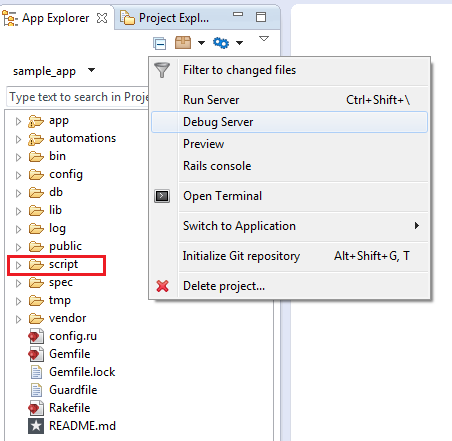 App Explorer
Project Expl...
sample_app
Type text to search in Proje
app
automations
bin
config
db
lib
log
public
script
spec
tmp
vendor
config.ru
Gemfile
Gemfile.lock
Guardfile
Rakefile
README.md
Filter to changed files
Run Server Ctrl+Shift+\
Debug Server
Preview
Rails console
Open Terminal
Switch to Application
Initialize Git repository Alt+Shift+G, T
Delete project...